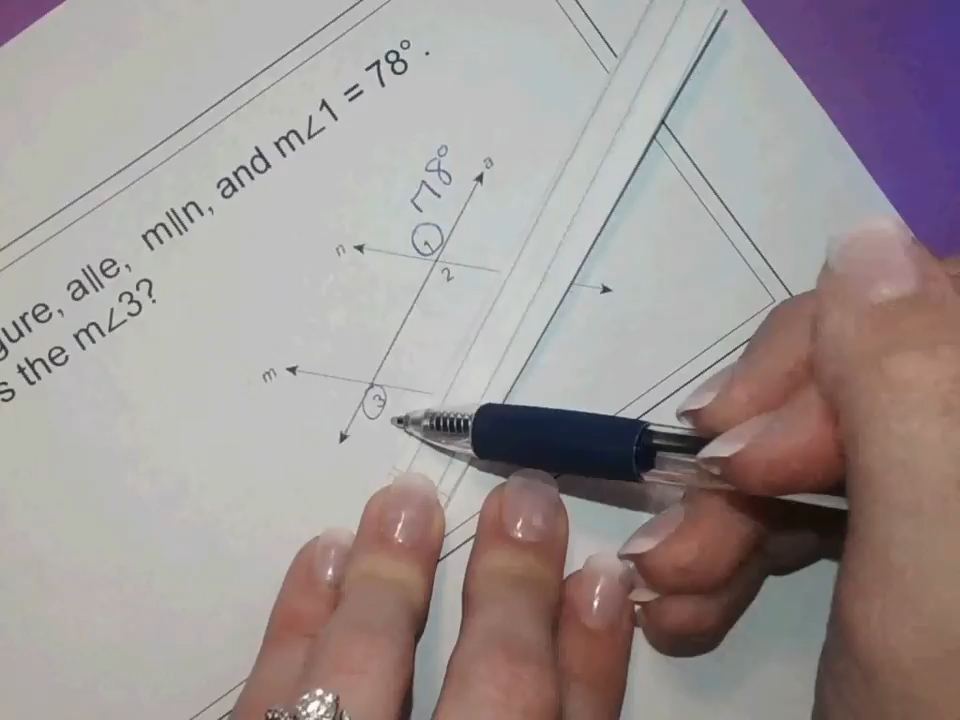 gure, a||e, m||n, and m∠1 = 78°.
s the m∠3?
78°
a
n
1
2
m
3